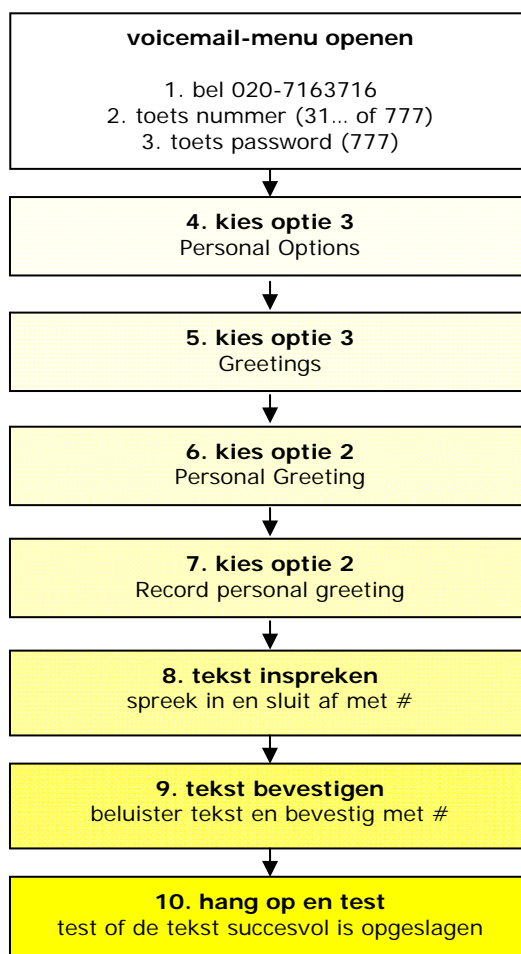 voicemail-menu openen
1. bel 020-7163716
2. toets nummer (31... of 777)
3. toets password (777)
4. kies optie 3
Personal Options
5. kies optie 3
Greetings
6. kies optie 2
Personal Greeting
7. kies optie 2
Record personal greeting
8. tekst inspreken
spreek in en sluit af met #
9. tekst bevestigen
beluister tekst en bevestig met #
10. hang op en test
test of de tekst succesvol is opgeslagen